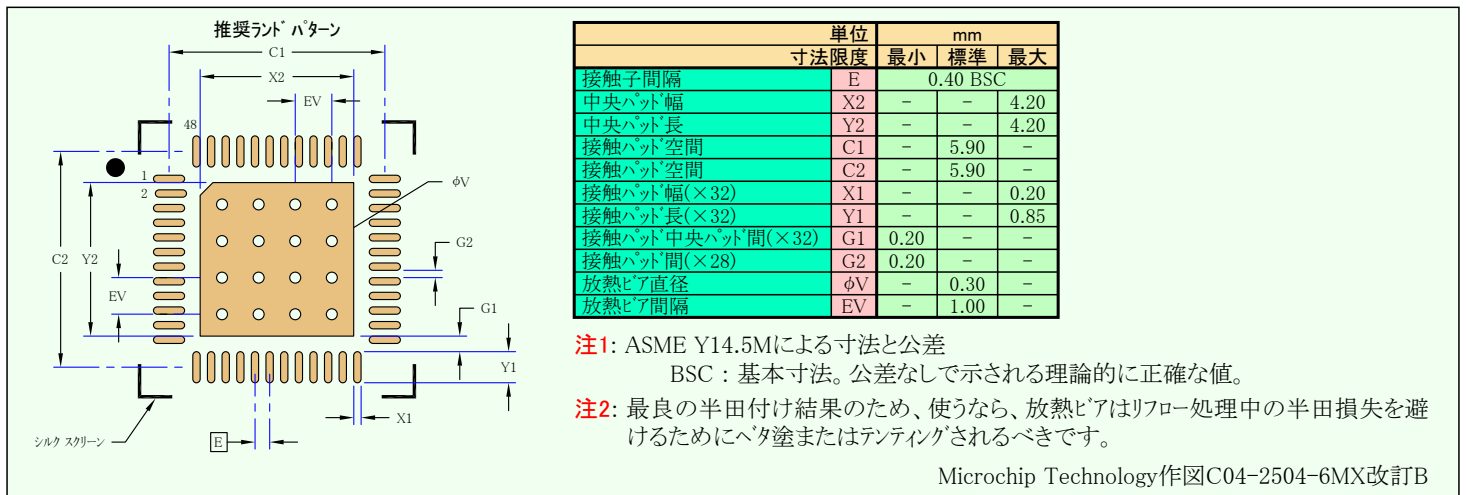 推奨ランド パターン
C1
X2
EV
48
1
2
φV
C2
Y2
EV
G2
G1
Y1
X1
E
シルク スクリーン
単位 mm
寸法限度 最小 標準 最大
接触子間隔 E 0.40 BSC
中央パッド幅 X2 - - 4.20
中央パッド長 Y2 - - 4.20
接触パッド空間 C1 - 5.90 -
接触パッド空間 C2 - 5.90 -
接触パッド幅(×32) X1 - - 0.20
接触パッド長(×32) Y1 - - 0.85
接触パッド中央パッド間(×32) G1 0.20 - -
接触パッド間(×28) G2 0.20 - -
放熱ビア直径 φV - 0.30 -
放熱ビア間隔 EV - 1.00 -
注1: ASME Y14.5Mによる寸法と公差
BSC : 基本寸法。公差なしで示される理論的に正確な値。
注2: 最良の半田付け結果のため、使うなら、放熱ビアはリフロー処理中の半田損失を避
けるためにベタ塗またはテンティングされるべきです。
Microchip Technology作図C04-2504-6MX改訂B